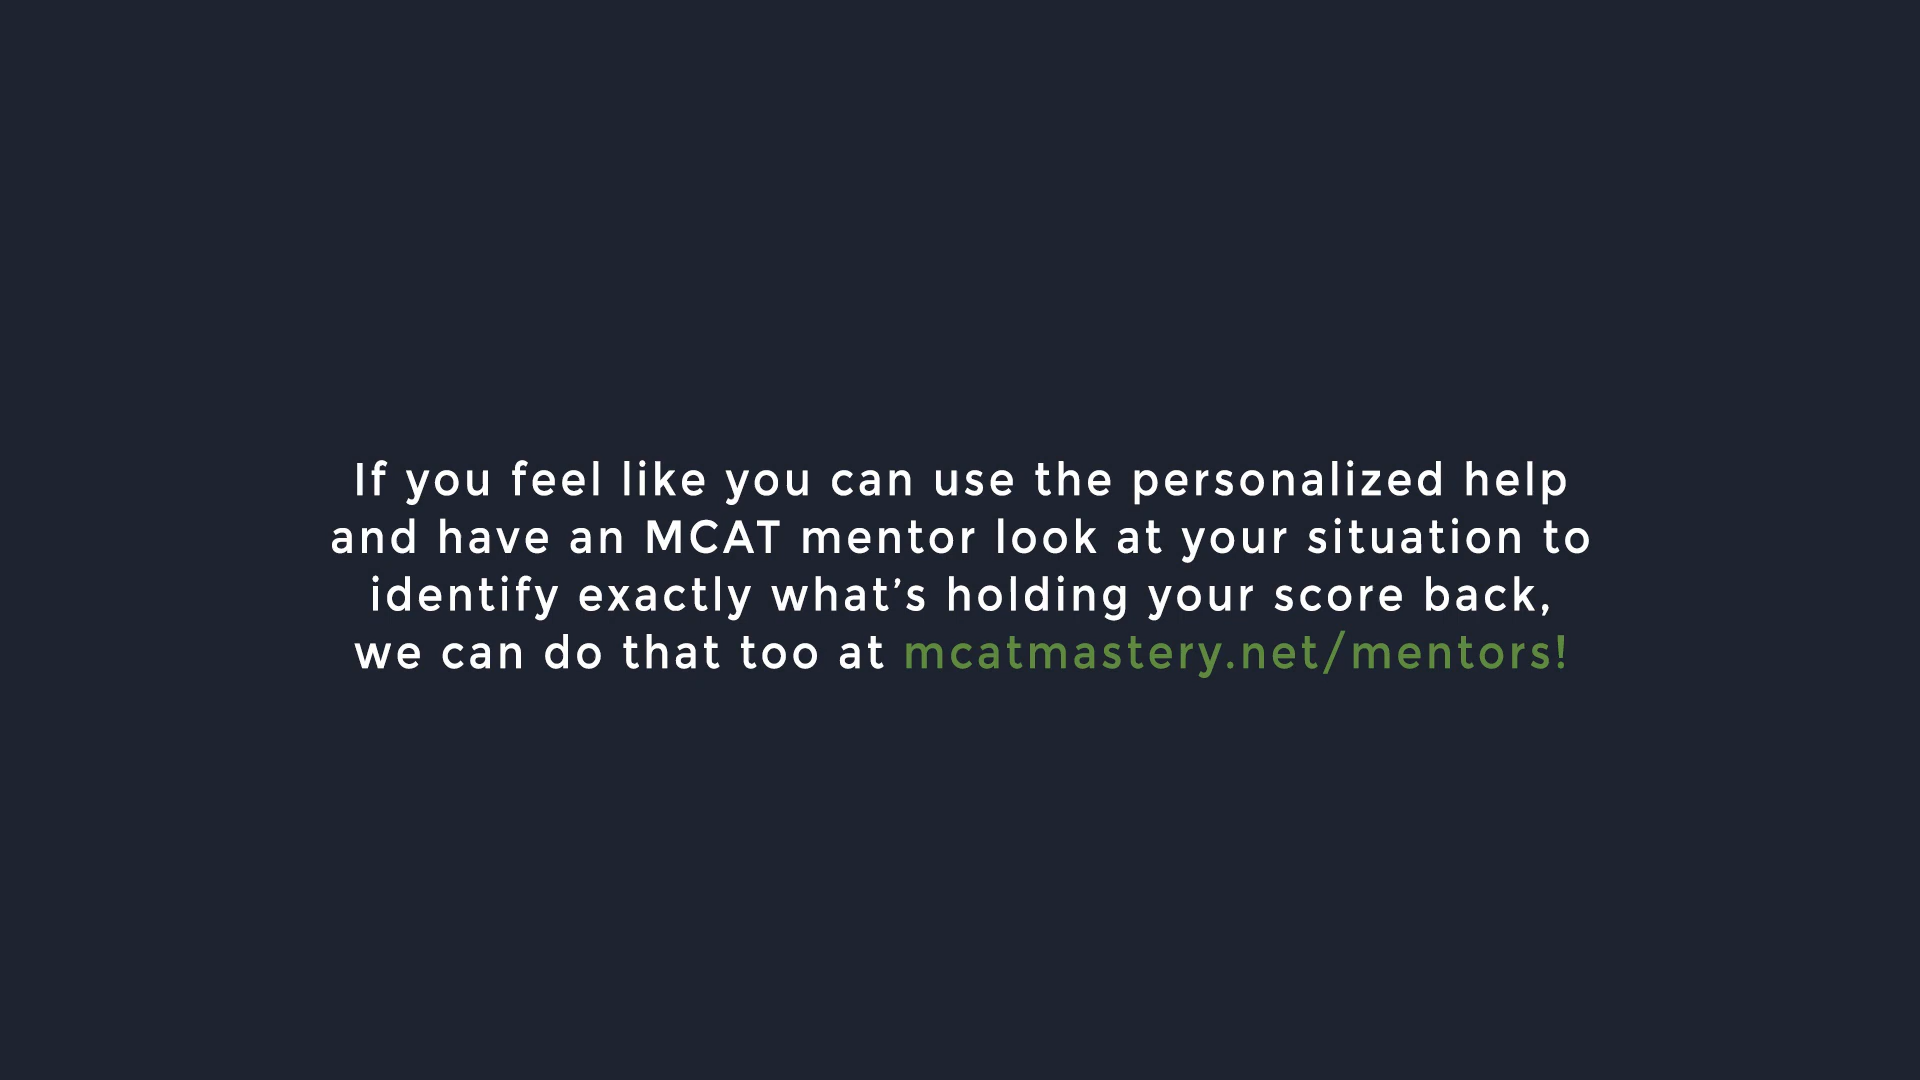 If you feel like you can use the personalized help
and have an MCAT mentor look at your situation to
identify exactly what’s holding your score back,
we can do that too at mcatmastery.net/mentors!